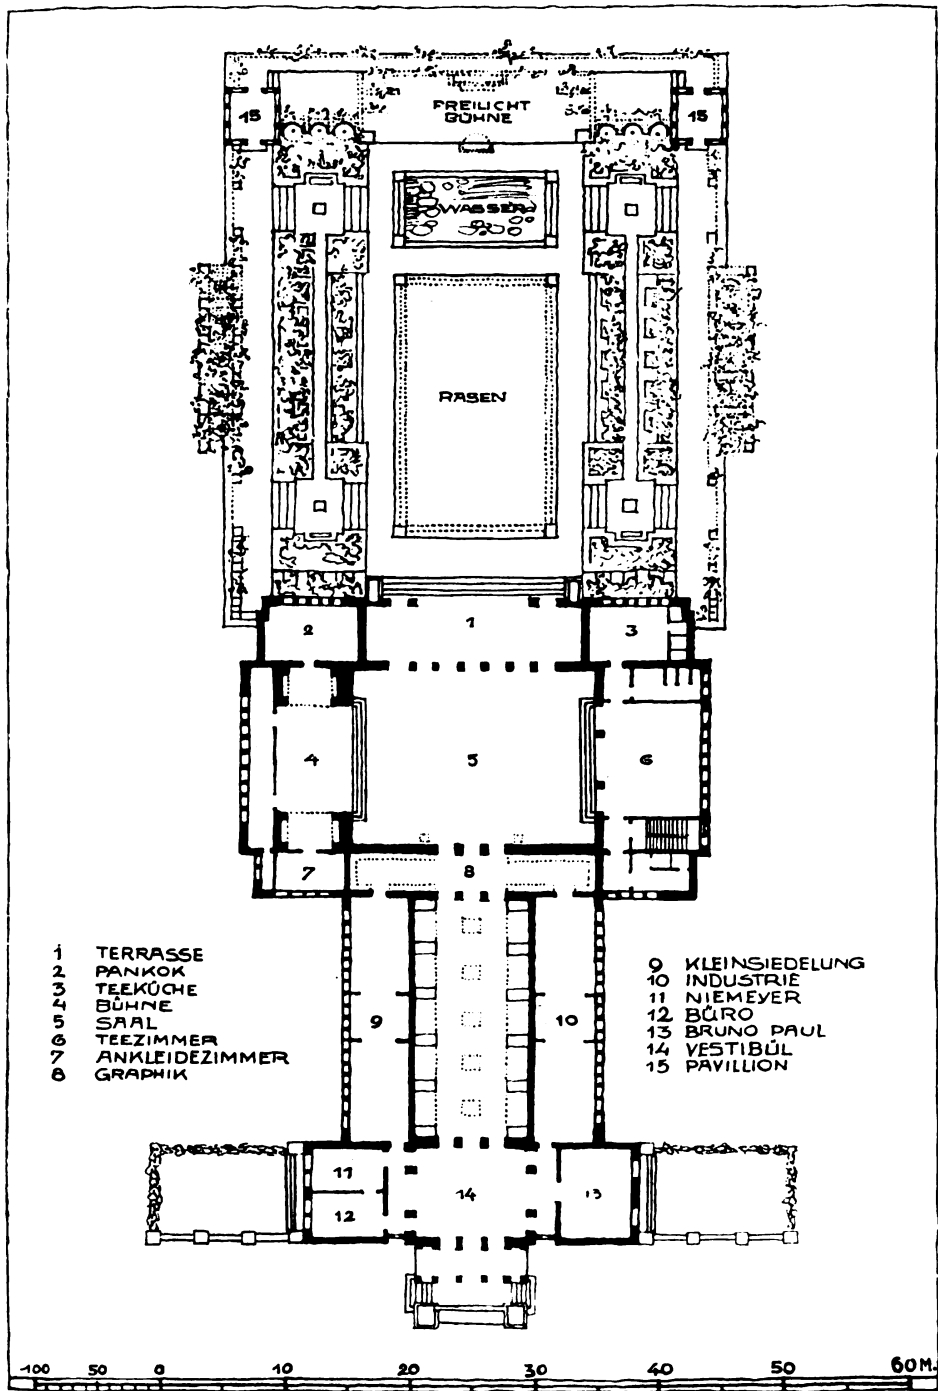 FREILICHT
BÜHNE
15
15
WASSER
RASEN
1
2
3
4
5
6
7
8
1 TERRASSE
2 PANKOK
3 TEEKÜCHE
4 BÜHNE
5 SAAL
6 TEEZIMMER
7 ANKLEIDEZIMMER
8 GRAPHIK
9 KLEINSIEDELUNG
10 INDUSTRIE
11 NIEMEYER
12 BÜRO
13 BRUNO PAUL
14 VESTIBÜL
15 PAVILLION
9
10
11
12
14
13
-100 50 0 10 20 30 40 50 60 M.